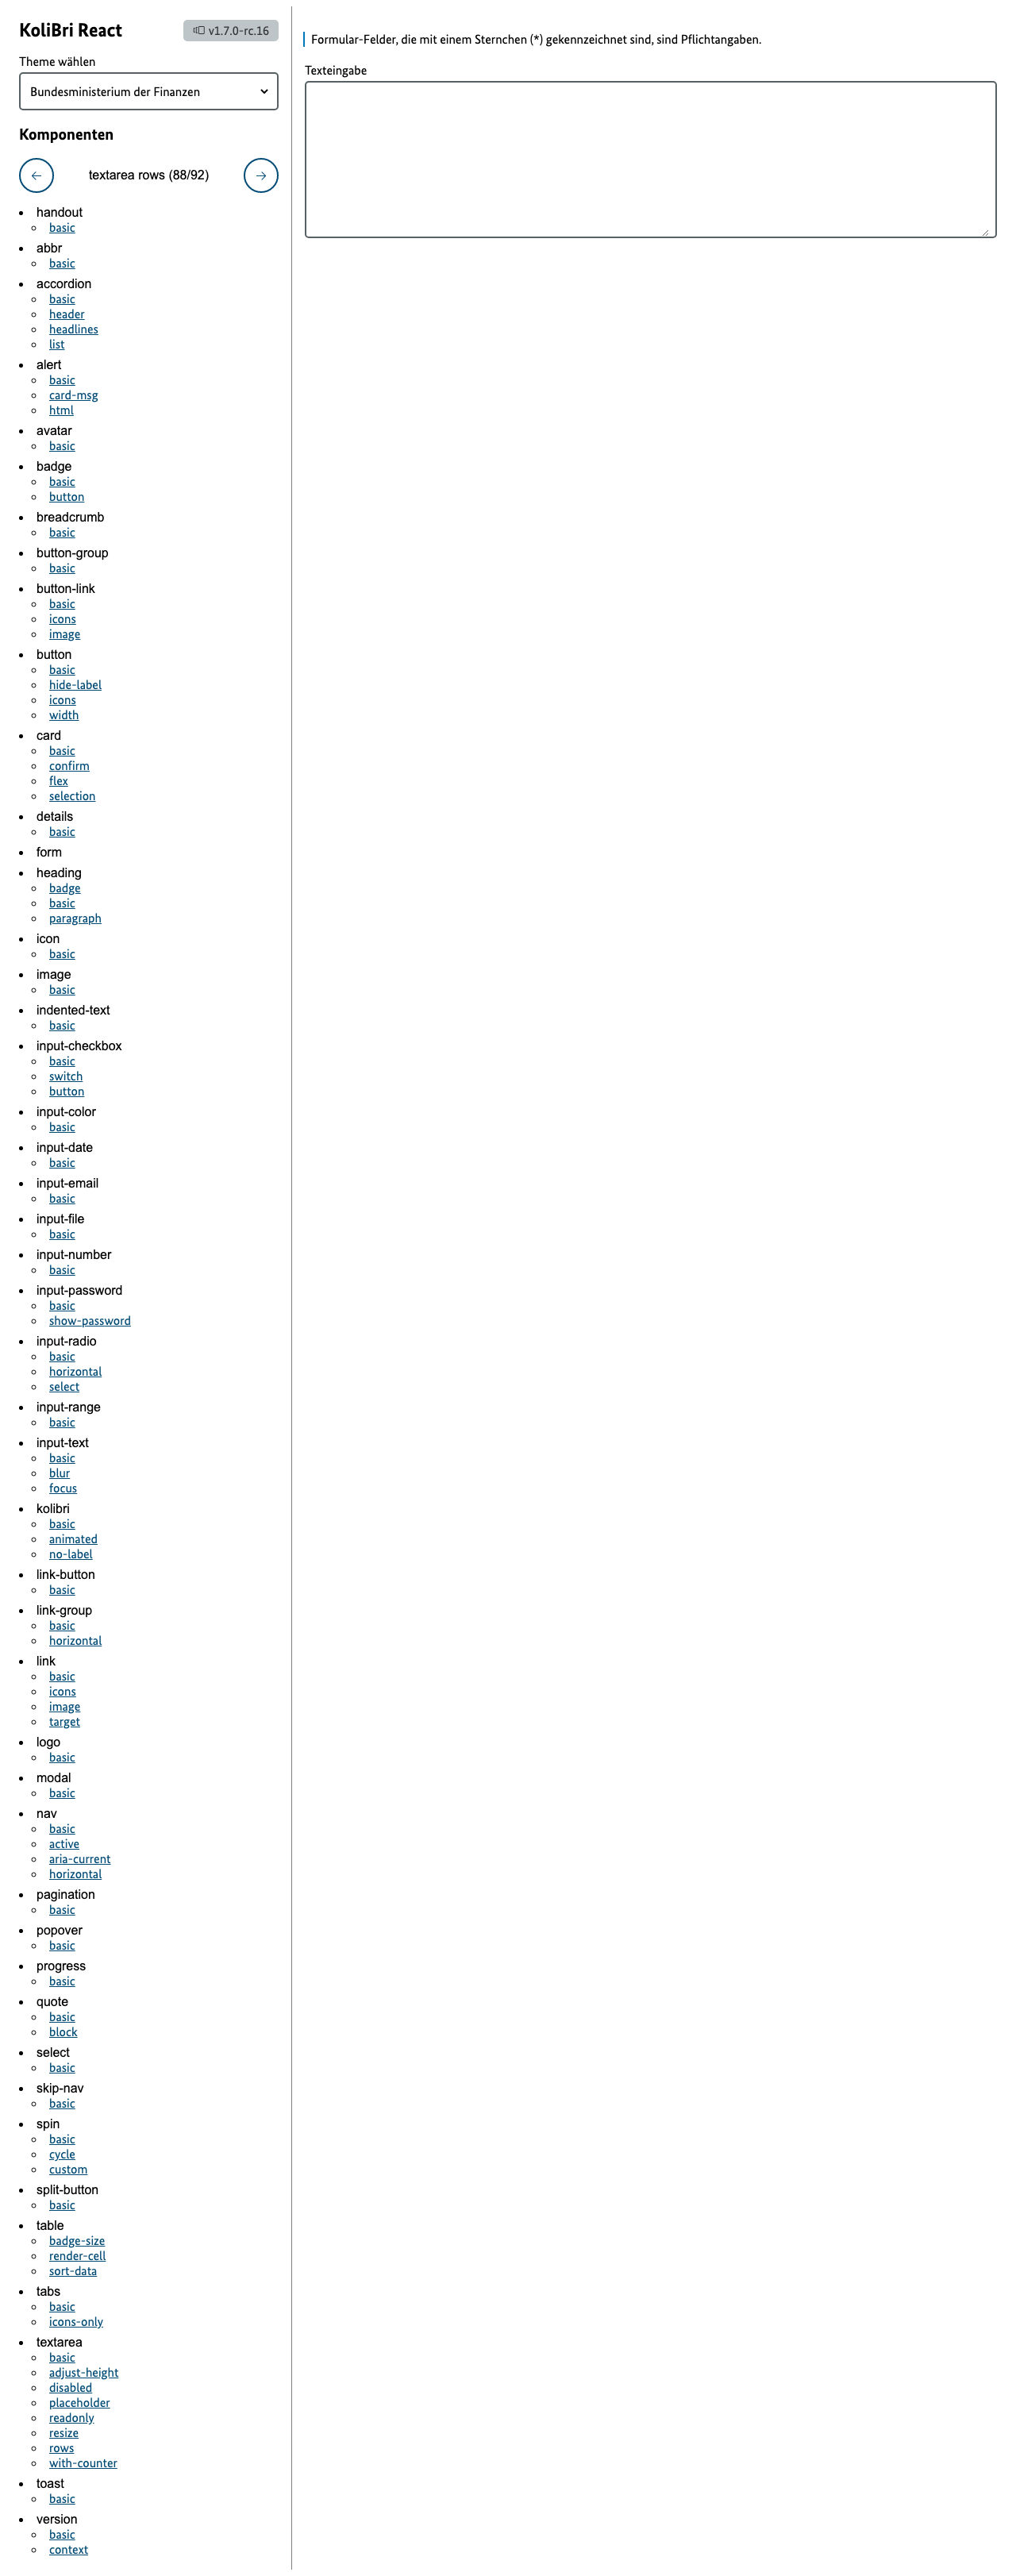 KoliBri React
v1.7.0-rc.16
Theme wählen
Bundesministerium der Finanzen
Komponenten
textarea rows (88/92)
handout
basic
abbr
basic
accordion
basic
header
headlines
list
alert
basic
card-msg
html
avatar
basic
badge
basic
button
breadcrumb
basic
button-group
basic
button-link
basic
icons
image
button
basic
hide-label
icons
width
card
basic
confirm
flex
selection
details
basic
form
heading
badge
basic
paragraph
icon
basic
image
basic
indented-text
basic
input-checkbox
basic
switch
button
input-color
basic
input-date
basic
input-email
basic
input-file
basic
input-number
basic
input-password
basic
show-password
input-radio
basic
horizontal
select
input-range
basic
input-text
basic
blur
focus
kolibri
basic
animated
no-label
link-button
basic
link-group
basic
horizontal
link
basic
icons
image
target
logo
basic
modal
basic
nav
basic
active
aria-current
horizontal
pagination
basic
popover
basic
progress
basic
quote
basic
block
select
basic
skip-nav
basic
spin
basic
cycle
custom
split-button
basic
table
badge-size
render-cell
sort-data
tabs
basic
icons-only
textarea
basic
adjust-height
disabled
placeholder
readonly
resize
rows
with-counter
toast
basic
version
basic
context
Formular-Felder, die mit einem Sternchen (*) gekennzeichnet sind, sind Pflichtangaben.
Texteingabe